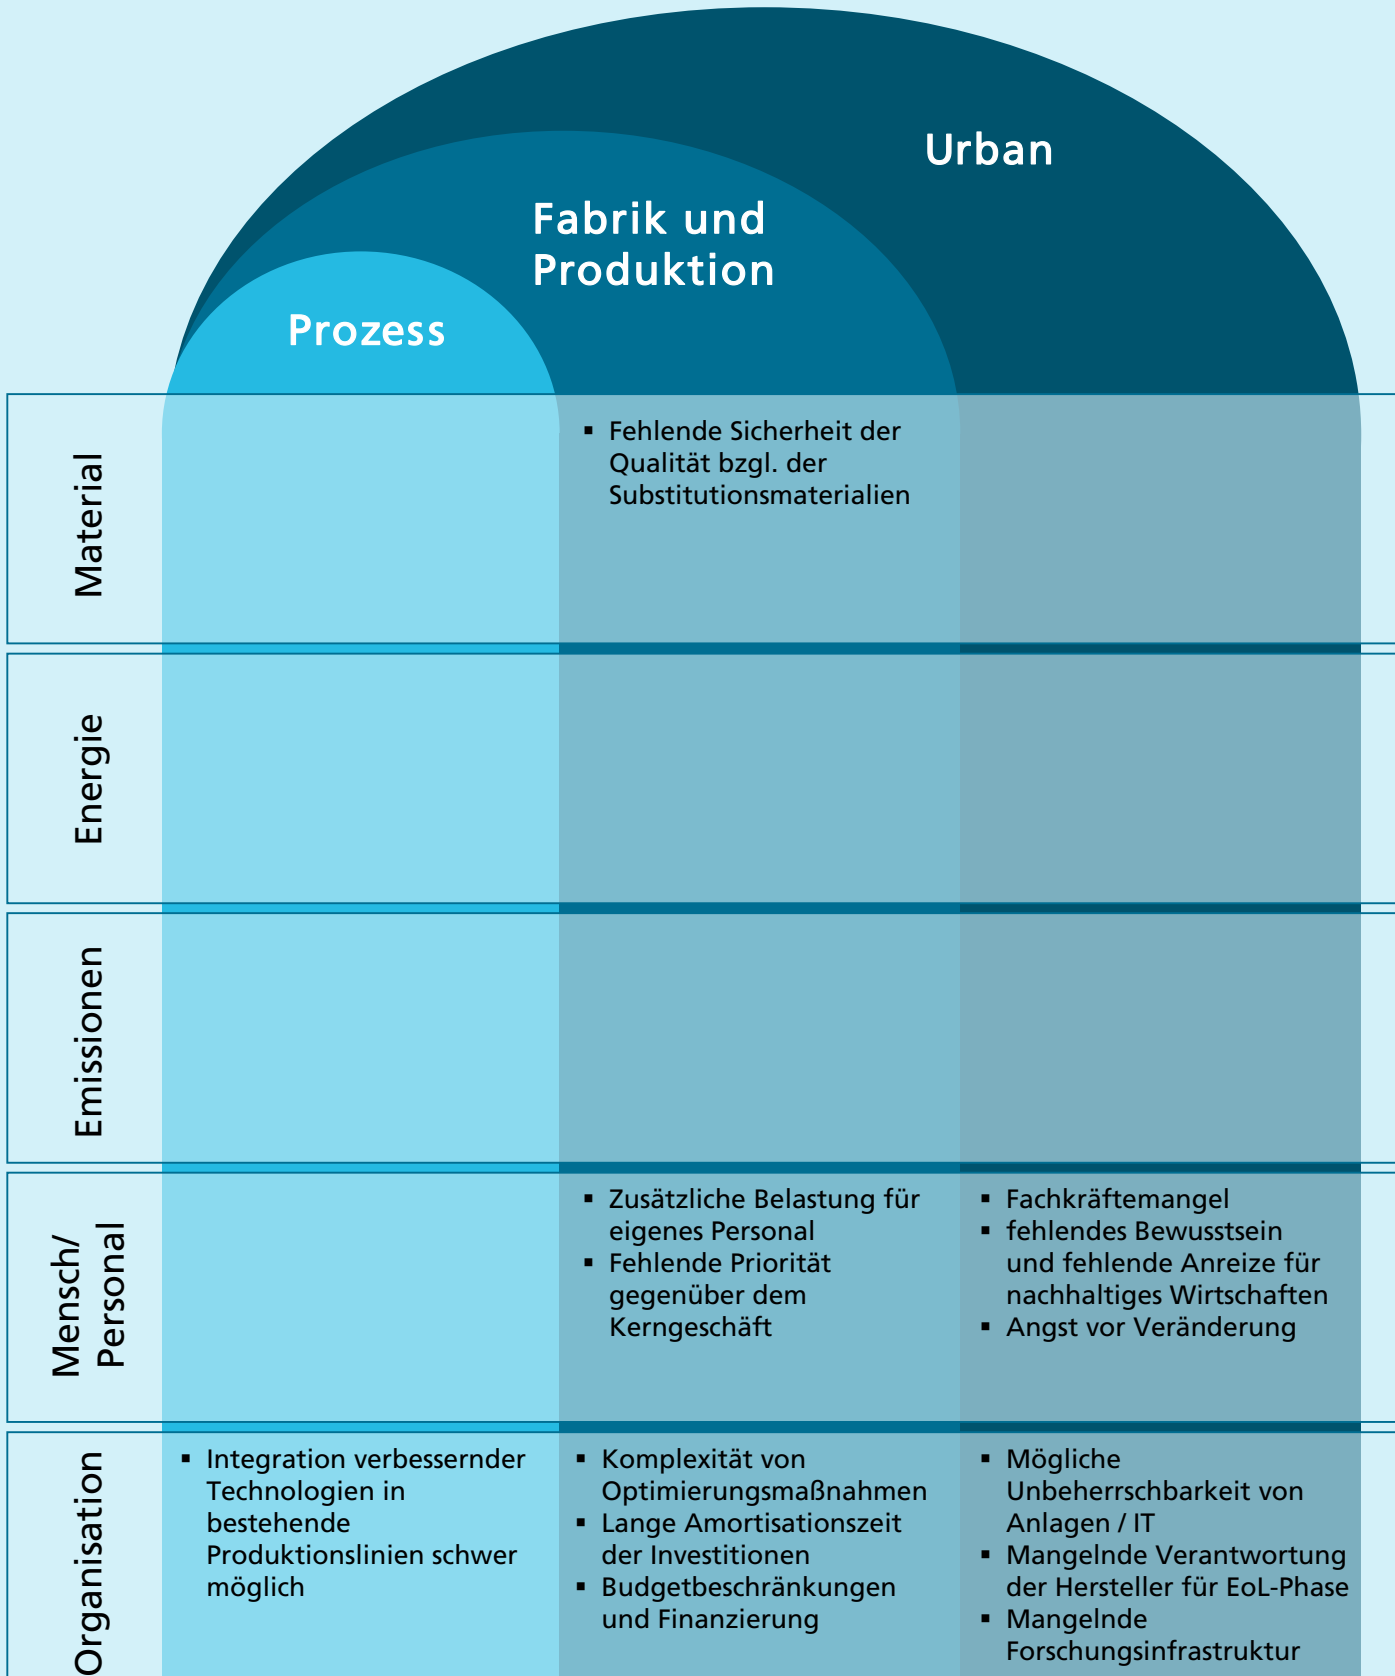 Urban
Fabrik und
Produktion
Prozess
Material
▪ Fehlende Sicherheit der
Qualität bzgl. der
Substitutionsmaterialien
Energie
Emissionen
Mensch/
Personal
▪ Zusätzliche Belastung für
eigenes Personal
▪ Fehlende Priorität
gegenüber dem
Kerngeschäft
▪ Fachkräftemangel
▪ fehlendes Bewusstsein
und fehlende Anreize für
nachhaltiges Wirtschaften
▪ Angst vor Veränderung
Organisation
▪ Integration verbessernder
Technologien in
bestehende
Produktionslinien schwer
möglich
▪ Komplexität von
Optimierungsmaßnahmen
▪ Lange Amortisationszeit
der Investitionen
▪ Budgetbeschränkungen
und Finanzierung
▪ Mögliche
Unbeherrschbarkeit von
Anlagen / IT
▪ Mangelnde Verantwortung
der Hersteller für EoL-Phase
▪ Mangelnde
Forschungsinfrastruktur